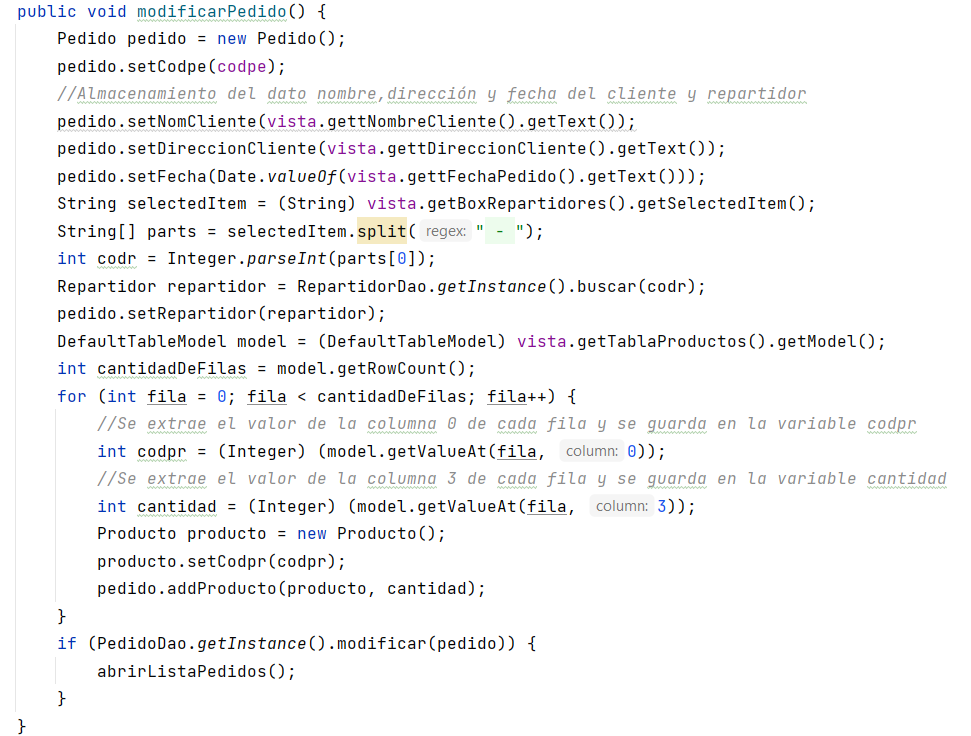 public void modificarPedido() {
    Pedido pedido = new Pedido();
    pedido.setCodpe(codpe);
    //Almacenamiento del dato nombre,dirección y fecha del cliente y repartidor
    pedido.setNomCliente(vista.gettNombreCliente().getText());
    pedido.setDireccionCliente(vista.gettDireccionCliente().getText());
    pedido.setFecha(Date.valueOf(vista.gettFechaPedido().getText()));
    String selectedItem = (String) vista.getBoxRepartidores().getSelectedItem();
    String[] parts = selectedItem.split( regex: " - ");
    int codr = Integer.parseInt(parts[0]);
    Repartidor repartidor = RepartidorDao.getInstance().buscar(codr);
    pedido.setRepartidor(repartidor);
    DefaultTableModel model = (DefaultTableModel) vista.getTablaProductos().getModel();
    int cantidadDeFilas = model.getRowCount();
    for (int fila = 0; fila < cantidadDeFilas; fila++) {
        //Se extrae el valor de la columna 0 de cada fila y se guarda en la variable codpr
        int codpr = (Integer) (model.getValueAt(fila, column: 0));
        //Se extrae el valor de la columna 3 de cada fila y se guarda en la variable cantidad
        int cantidad = (Integer) (model.getValueAt(fila, column: 3));
        Producto producto = new Producto();
        producto.setCodpr(codpr);
        pedido.addProducto(producto, cantidad);
    }
    if (PedidoDao.getInstance().modificar(pedido)) {
        abrirListaPedidos();
    }
}